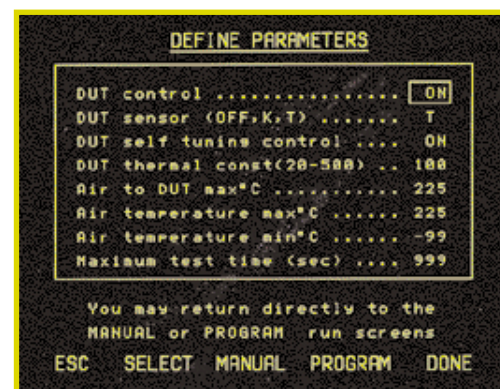 DEFINE PARAMETERS
DUT control ................ ON
DUT sensor (OFF,K,T) ....... T
DUT self tuning control .... ON
DUT thermal const(20-500) .. 100
Air to DUT max°C ........... 225
Air temperature max°C ...... 225
Air temperature min°C ...... -99
Maximum test time (sec) .... 999
You may return directly to the
MANUAL or PROGRAM run screens
ESC SELECT MANUAL PROGRAM DONE